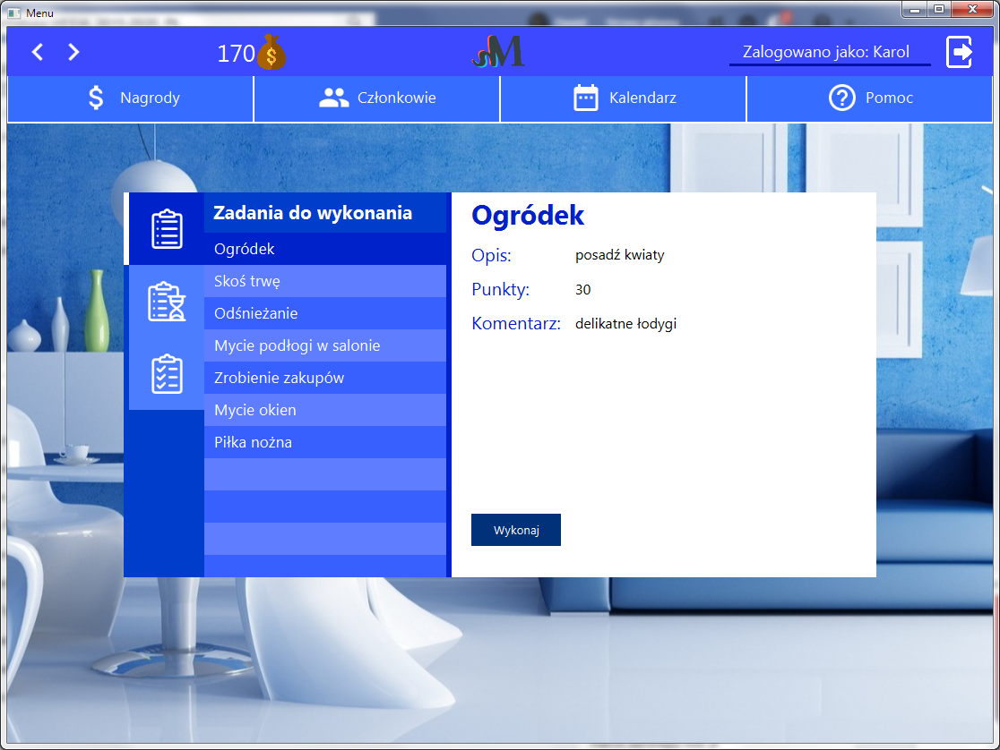 Menu
170
M
Zalogowano jako: Karol
Nagrody
Członkowie
Kalendarz
Pomoc
Zadania do wykonania
Ogródek
Skoś trwę
Odśnieżanie
Mycie podłogi w salonie
Zrobienie zakupów
Mycie okien
Piłka nożna
Ogródek
Opis: posadź kwiaty
Punkty: 30
Komentarz: delikatne łodygi
Wykonaj